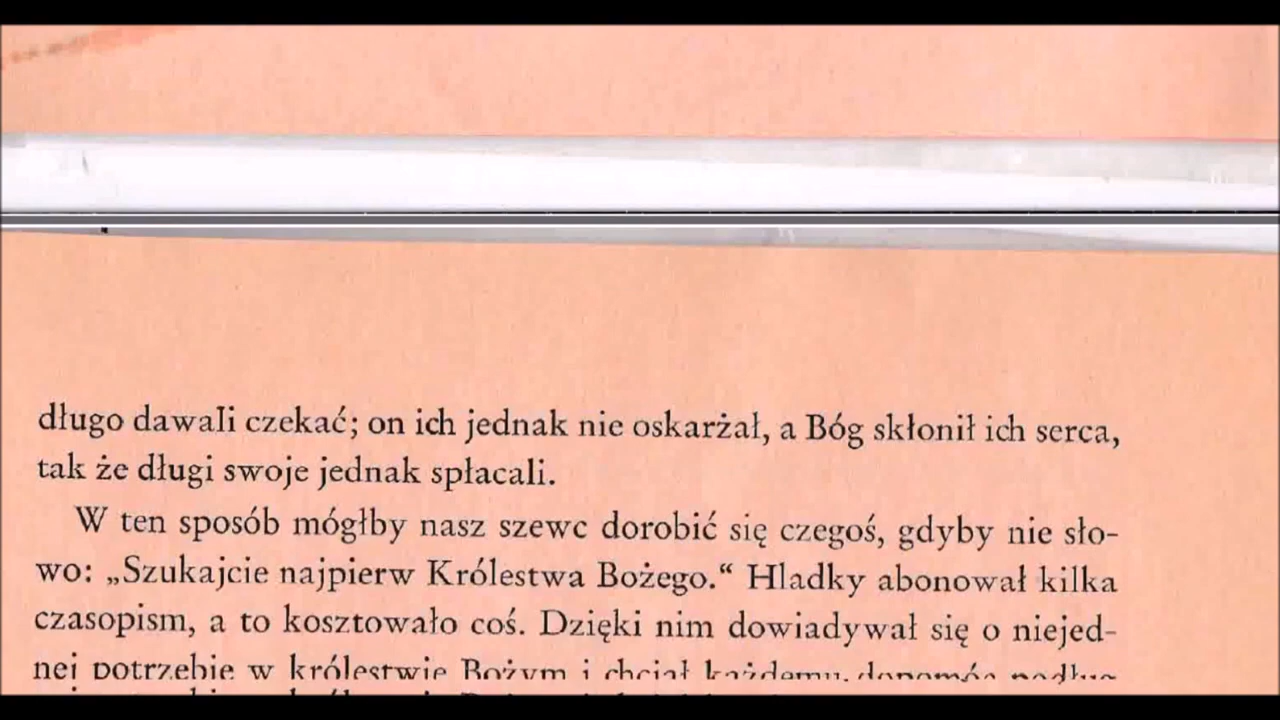 długo dawali czekać; on ich jednak nie oskarżał, a Bóg skłonił ich serca,
tak że długi swoje jednak spłacali.
W ten sposób mógłby nasz szewc dorobić się czegoś, gdyby nie sło-
wo: „Szukajcie najpierw Królestwa Bożego.“ Hladky abonował kilka
czasopism, a to kosztowało coś. Dzięki nim dowiadywał się o niejed-
nej potrzebie w królestwie Bożym i chciał każdemu dopomóc